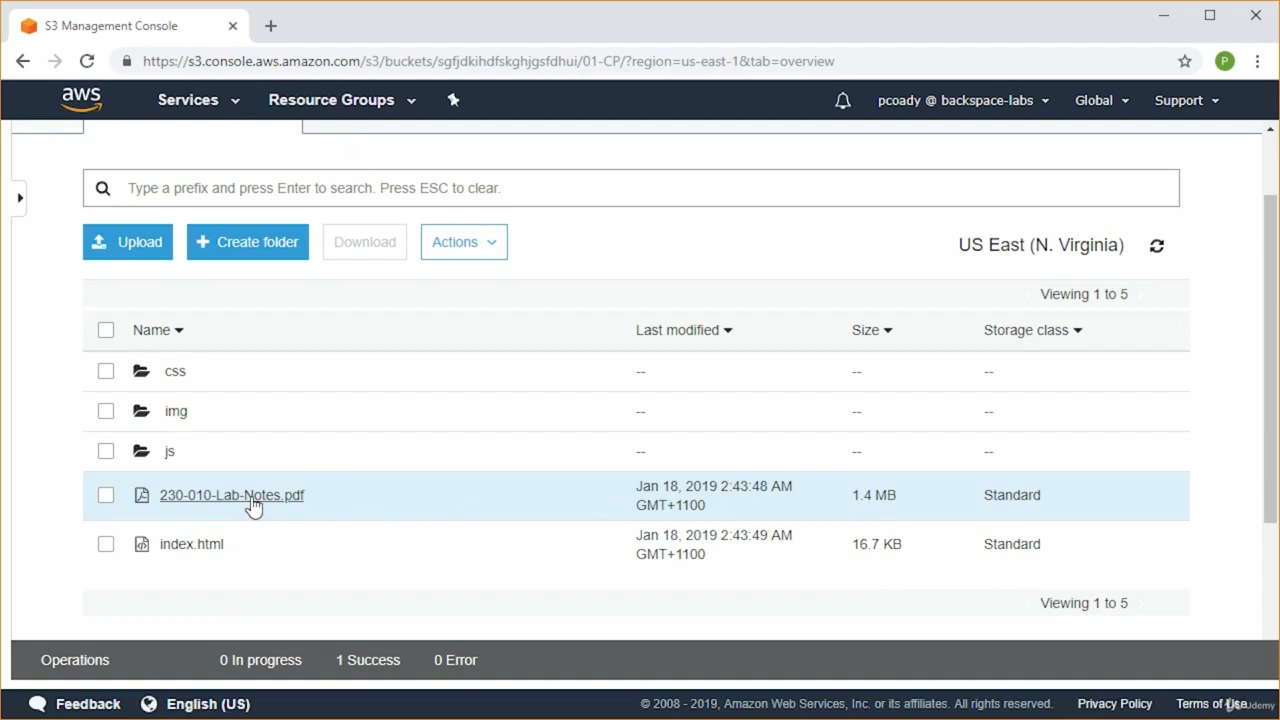 S3 Management Console
https://s3.console.aws.amazon.com/s3/buckets/sgfjdkihdfskghjgsfdhui/01-CP/?region=us-east-1&tab=overview
P
aws Services Resource Groups pcoady @ backspace-labs Global Support
Type a prefix and press Enter to search. Press ESC to clear.
Upload + Create folder Download Actions US East (N. Virginia)
Viewing 1 to 5
Name Last modified Size Storage class
css -- -- --
img -- -- --
js -- -- --
230-010-Lab-Notes.pdf Jan 18, 2019 2:43:48 AM GMT+1100 1.4 MB Standard
index.html Jan 18, 2019 2:43:49 AM GMT+1100 16.7 KB Standard
Viewing 1 to 5
Operations 0 In progress 1 Success 0 Error
Feedback English (US) © 2008 - 2019, Amazon Web Services, Inc. or its affiliates. All rights reserved. Privacy Policy Terms of Use
Udemy